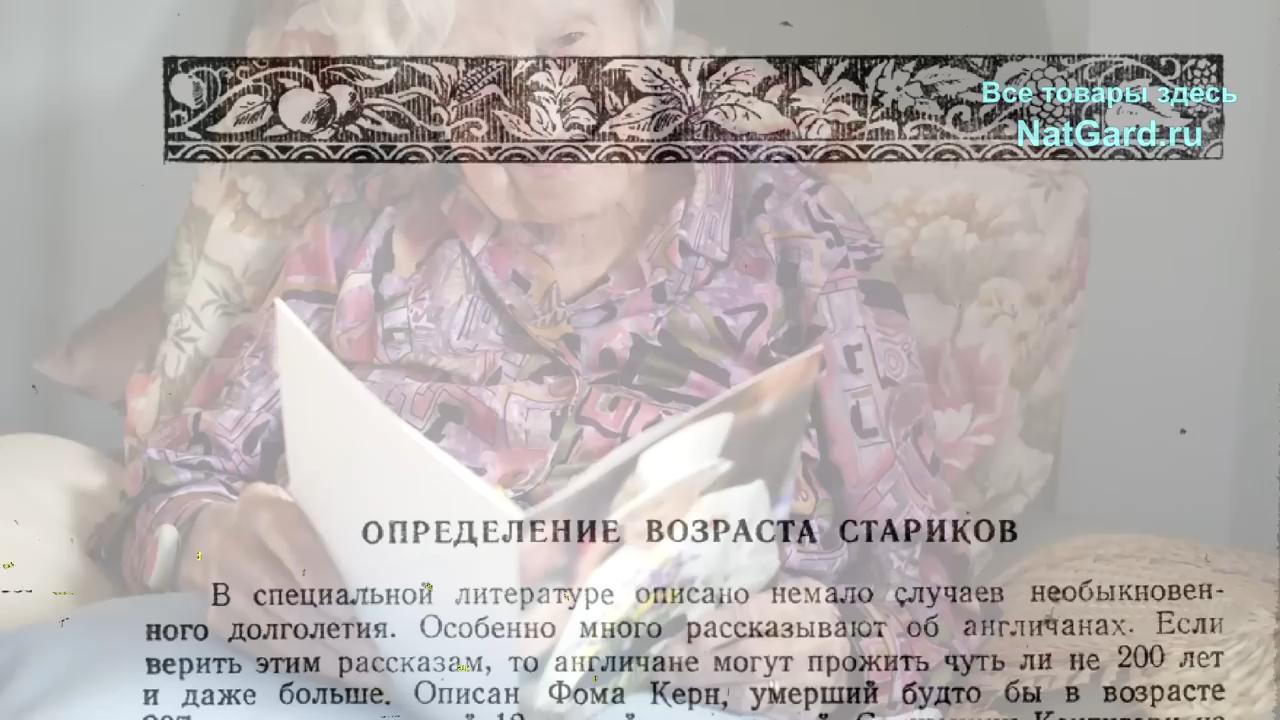 Все товары здесь
NatGard.ru
ОПРЕДЕЛЕНИЕ ВОЗРАСТА СТАРИКОВ
В специальной литературе описано немало случаев необыкновен-
ного долголетия. Особенно много рассказывают об англичанах. Если
верить этим рассказам, то англичане могут прожить чуть ли не 200 лет
и даже больше. Описан Фома Керн, умерший будто бы в возрасте